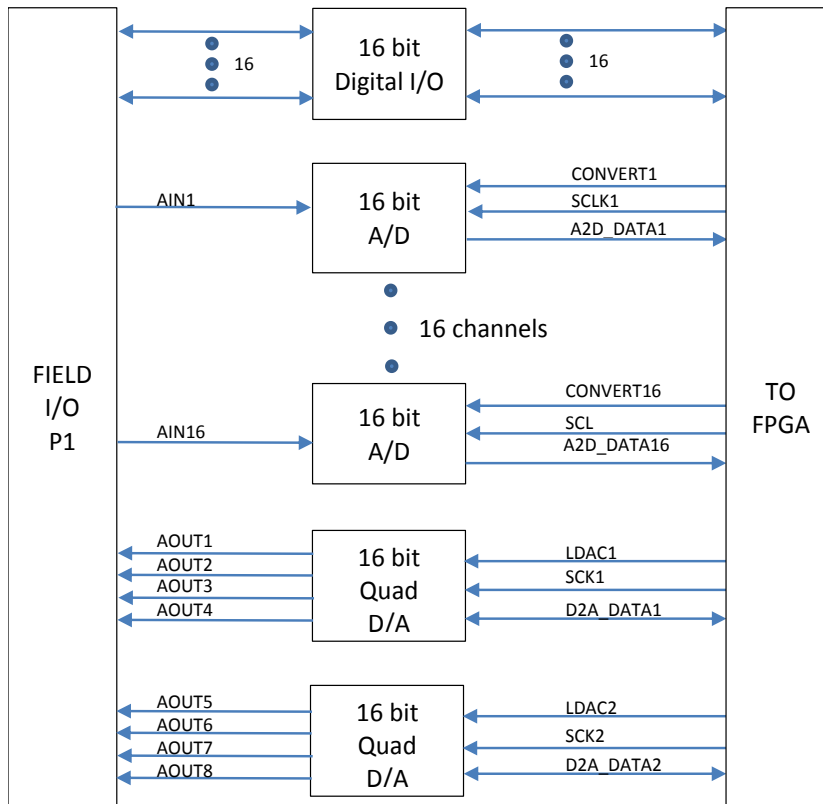 16 bit
Digital I/O
16
16
AIN1
16 bit
A/D
CONVERT1
SCLK1
A2D_DATA1
16 channels
FIELD
I/O
P1
TO
FPGA
AIN16
16 bit
A/D
CONVERT16
SCL
A2D_DATA16
AOUT1
AOUT2
AOUT3
AOUT4
16 bit
Quad
D/A
LDAC1
SCK1
D2A_DATA1
AOUT5
AOUT6
AOUT7
AOUT8
16 bit
Quad
D/A
LDAC2
SCK2
D2A_DATA2